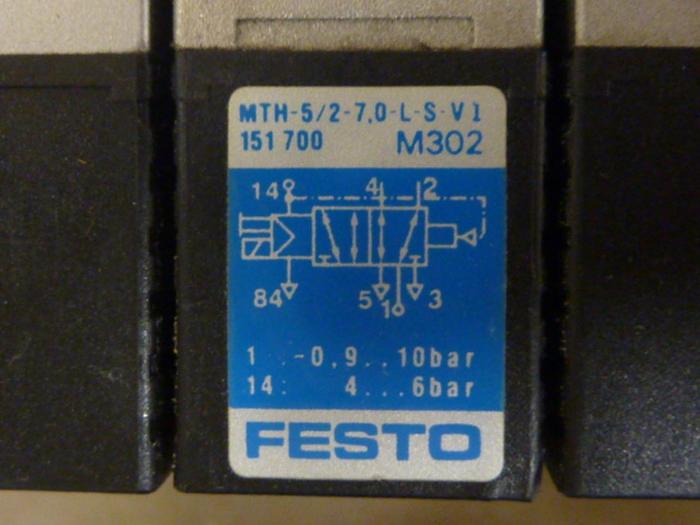 MTH-5/2-7,0-L-S-VI
151 700 M302
14 4 2
84 5 1 3
1 : -0,9...10bar
14: 4...6bar
FESTO